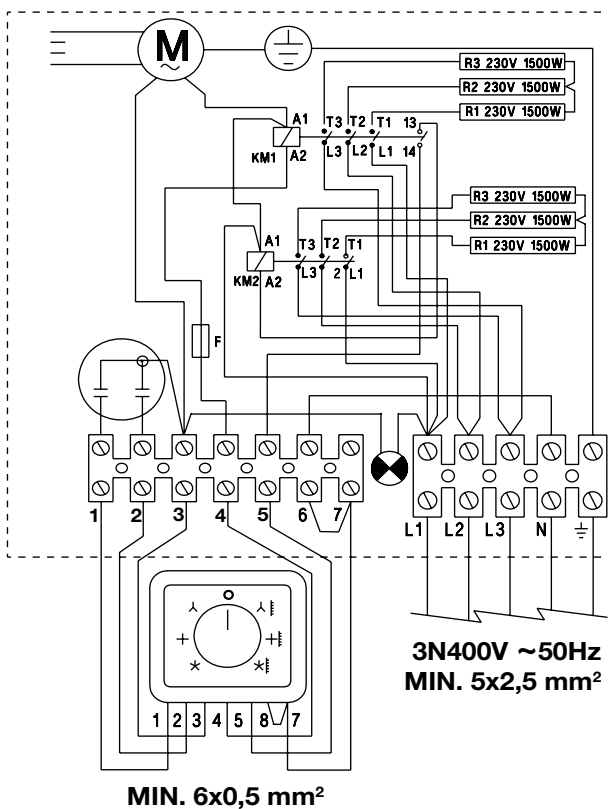 M
~
R3 230V 1500W
R2 230V 1500W
R1 230V 1500W
A1 T3 T2 T1 13
KM1 A2 L3 L2 L1 14
R3 230V 1500W
R2 230V 1500W
R1 230V 1500W
A1 T3 T2 T1
KM2 A2 L3 2 L1
F
1 2 3 4 5 6 7
L1 L2 L3 N
3N400V ~50Hz
MIN. 5x2,5 mm²
1 2 3 4 5 8 7
MIN. 6x0,5 mm²